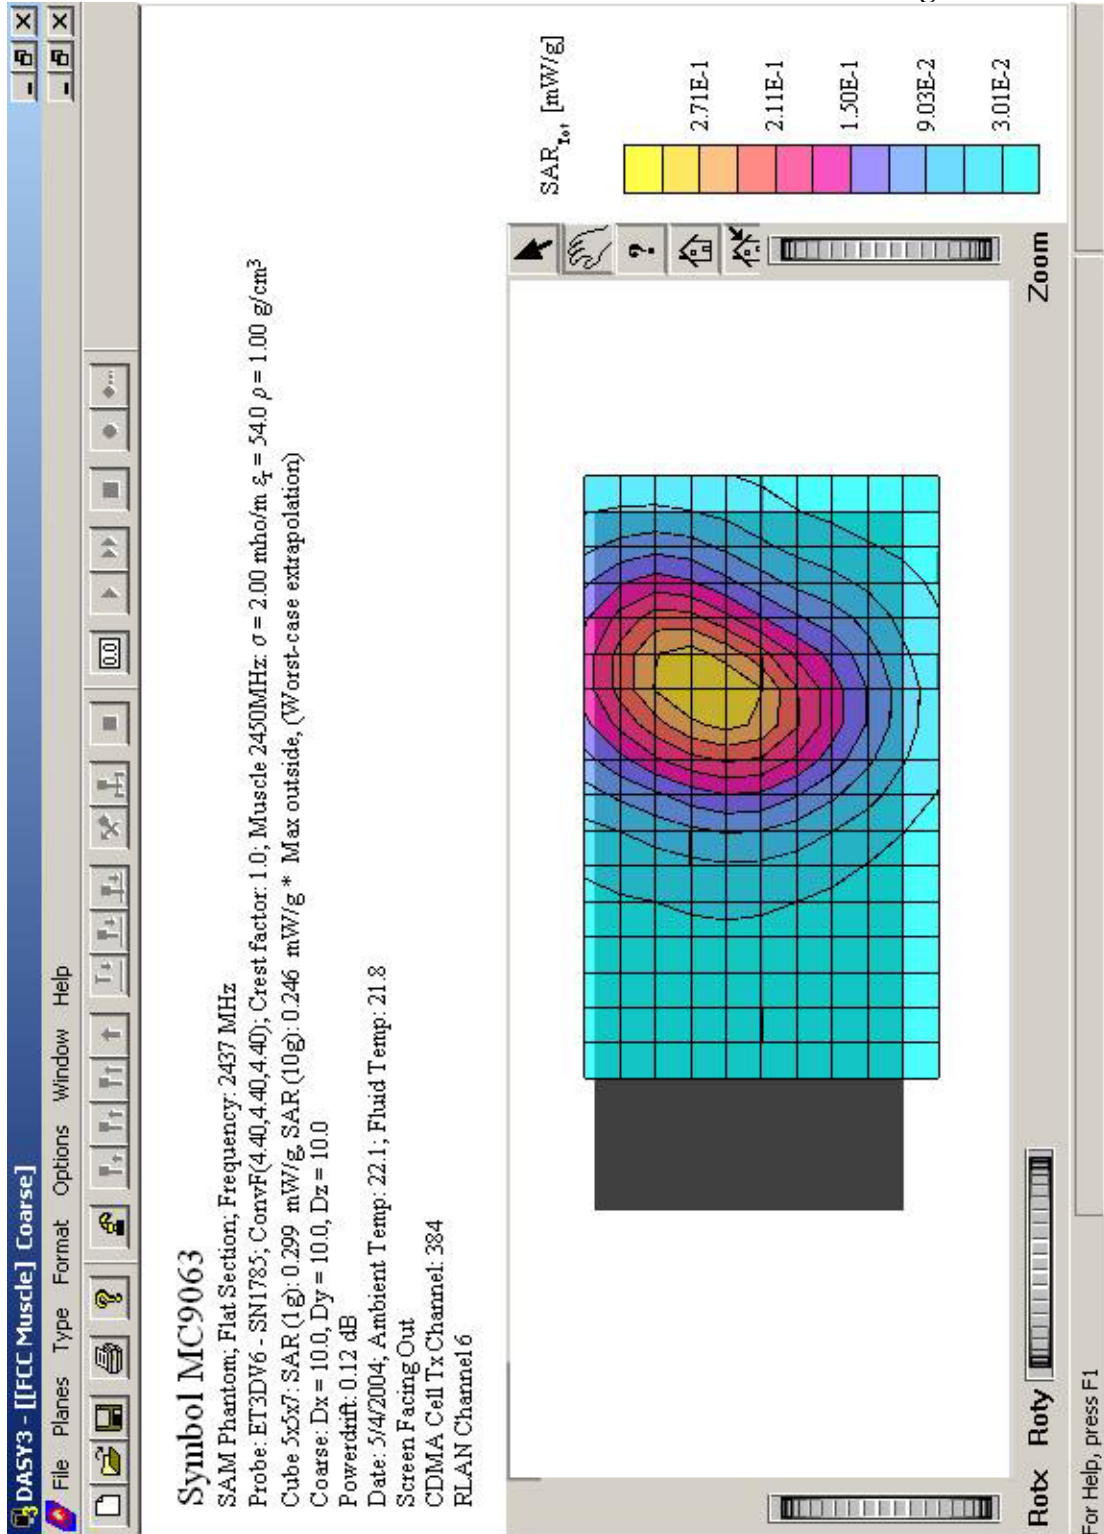 DASY3 - [[FCC Muscle] Coarse]
File Planes Type Format Options Window Help
0.0
Symbol MC9063
SAM Phantom; Flat Section; Frequency: 2437 MHz
Probe: ET3DV6 - SN1785; ConvF(4.40,4.40,4.40); Crest factor: 1.0; Muscle 2450MHz: σ = 2.00 mho/m εr = 54.0 ρ = 1.00 g/cm³
Cube 5x5x7: SAR (1g): 0.299 mW/g, SAR (10g): 0.246 mW/g * Max outside, (Worst-case extrapolation)
Coarse: Dx = 10.0, Dy = 10.0, Dz = 10.0
Powerdrift: 0.12 dB
Date: 5/4/2004; Ambient Temp: 22.1; Fluid Temp: 21.8
Screen Facing Out
CDMA Cell Tx Channel: 384
RLAN Channel 6
SARTot [mW/g]
2.71E-1
2.11E-1
1.50E-1
9.03E-2
3.01E-2
Rotx Roty Zoom
For Help, press F1